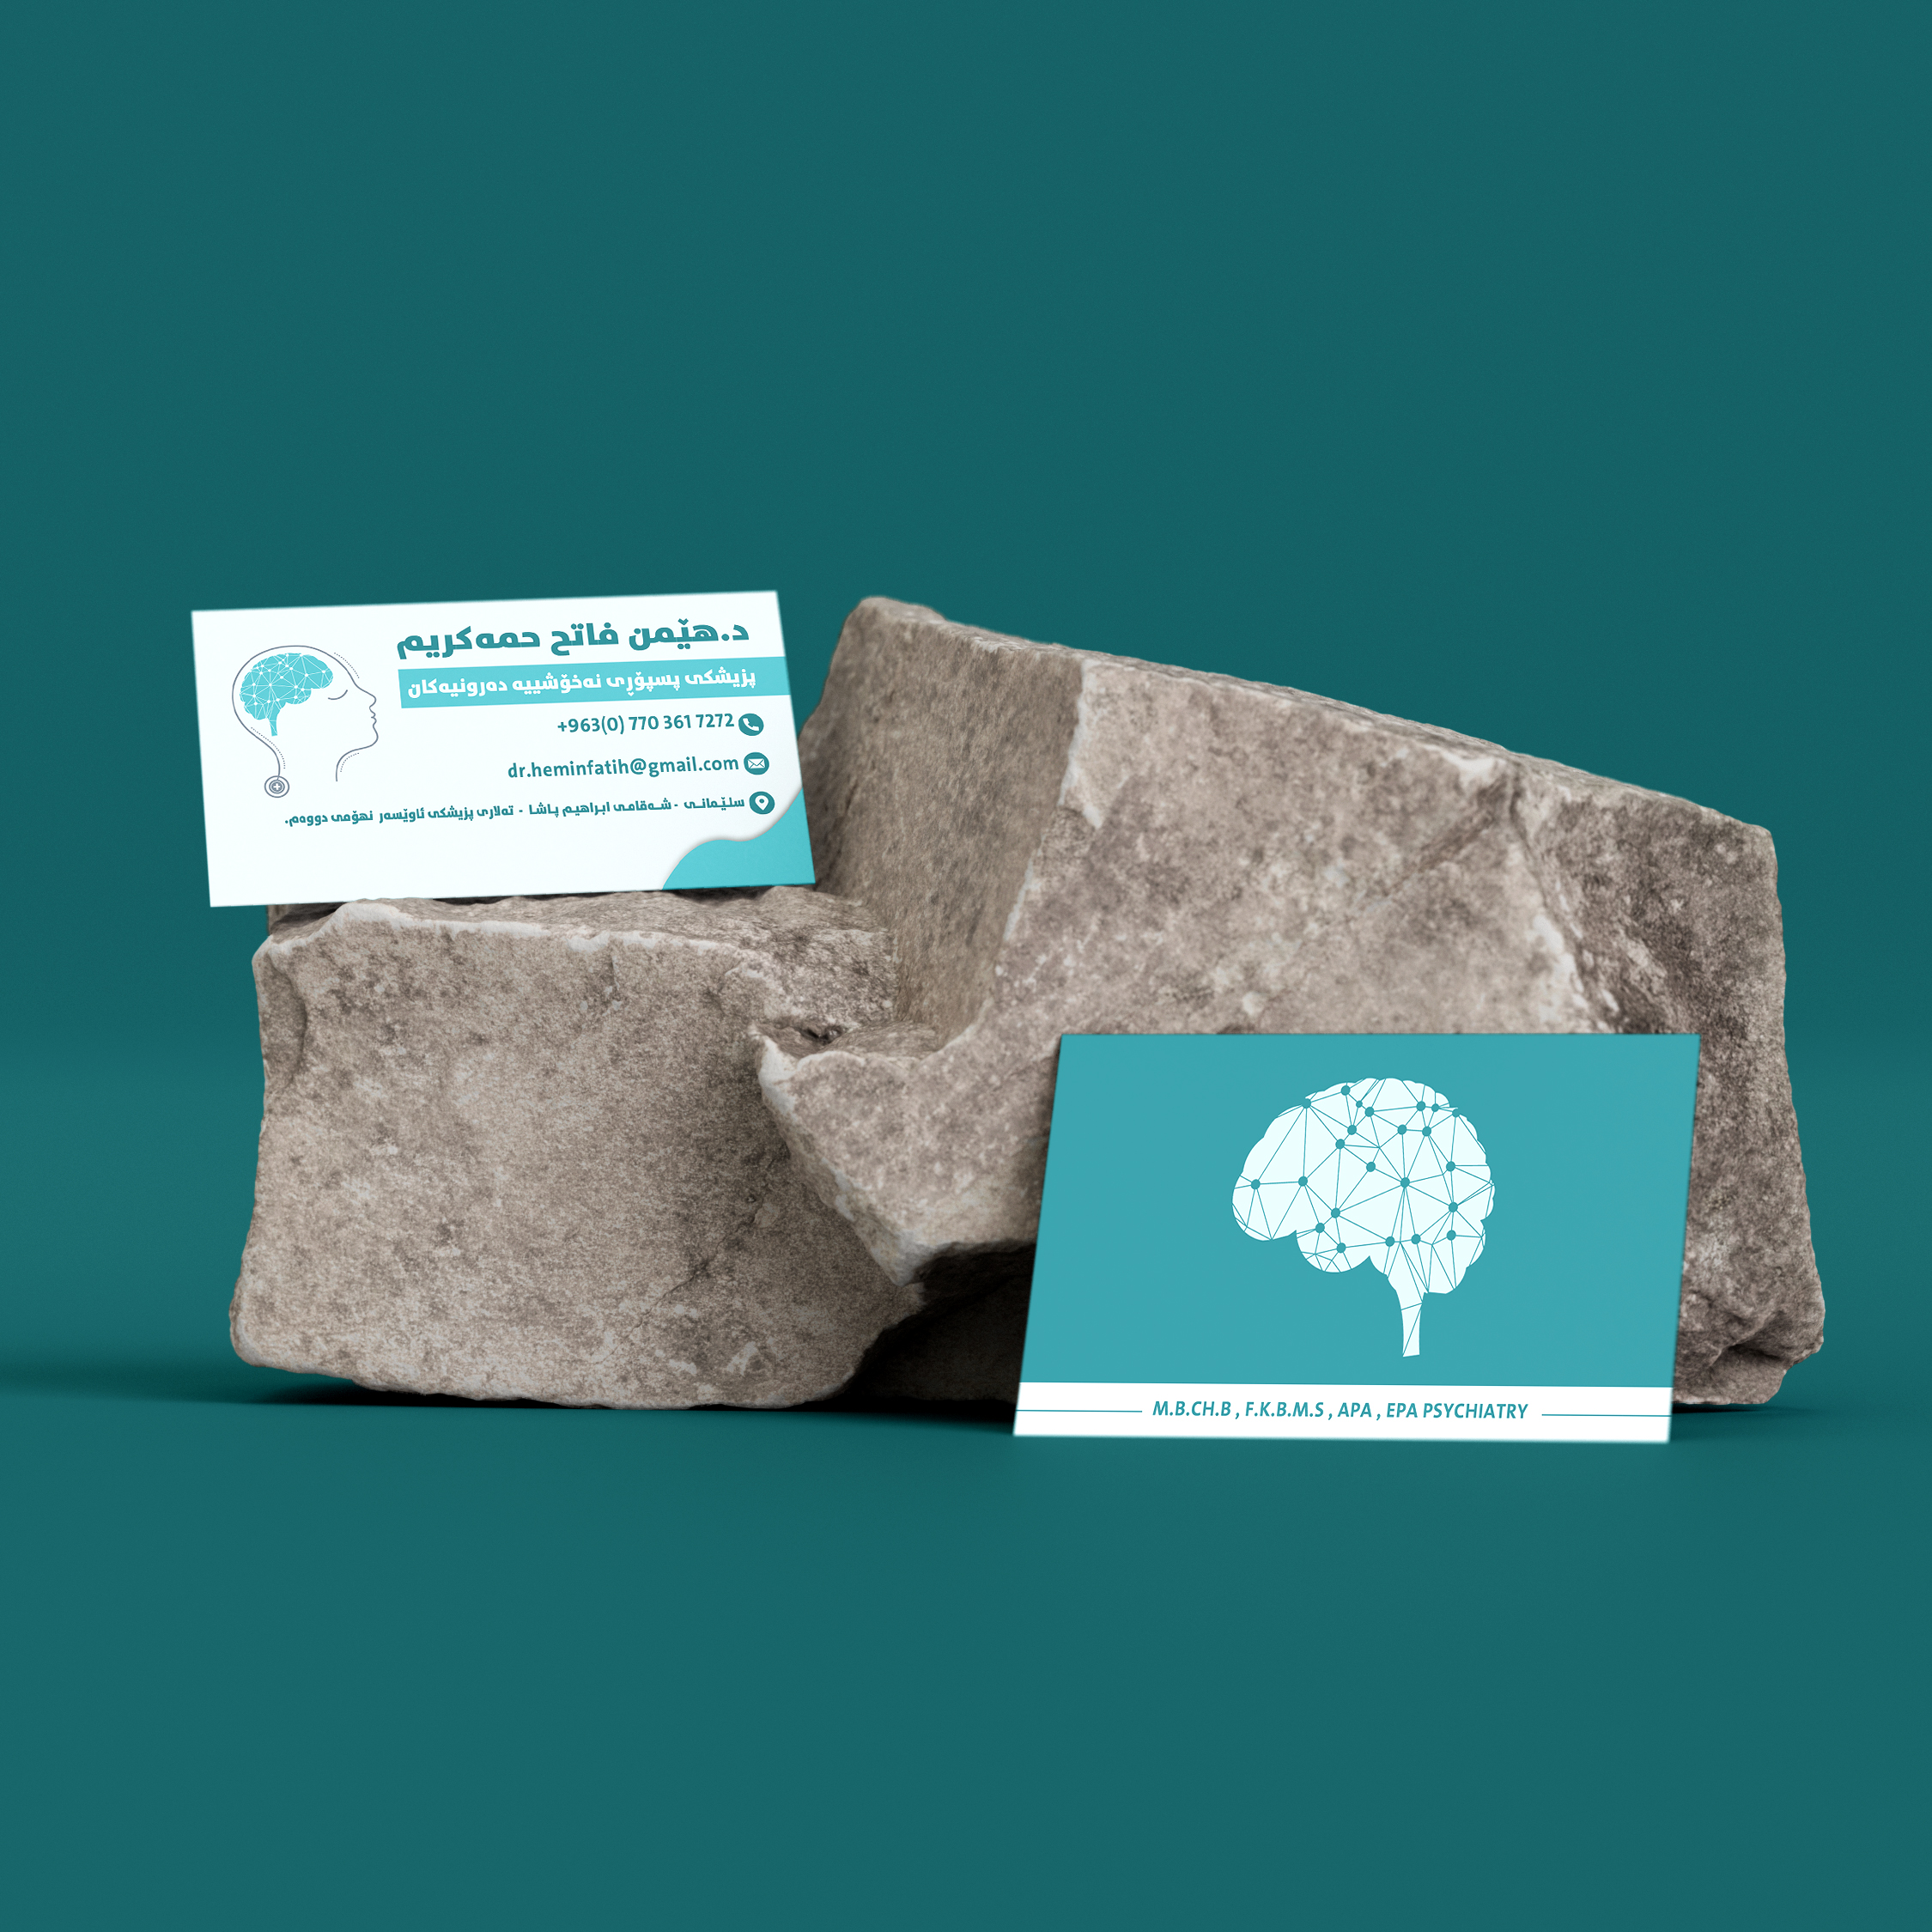 د.هێمن فاتح حمەکریم
پزیشکی پسپۆڕی نەخۆشییە دەرونیەکان
+963(0) 770 361 7272
dr.heminfatih@gmail.com
سلێمانی - شەقامی ابراهیم پاشا - تەلاری پزیشکی ئاوێسەر نهۆمی دووەم.
M.B.CH.B , F.K.B.M.S , APA , EPA PSYCHIATRY